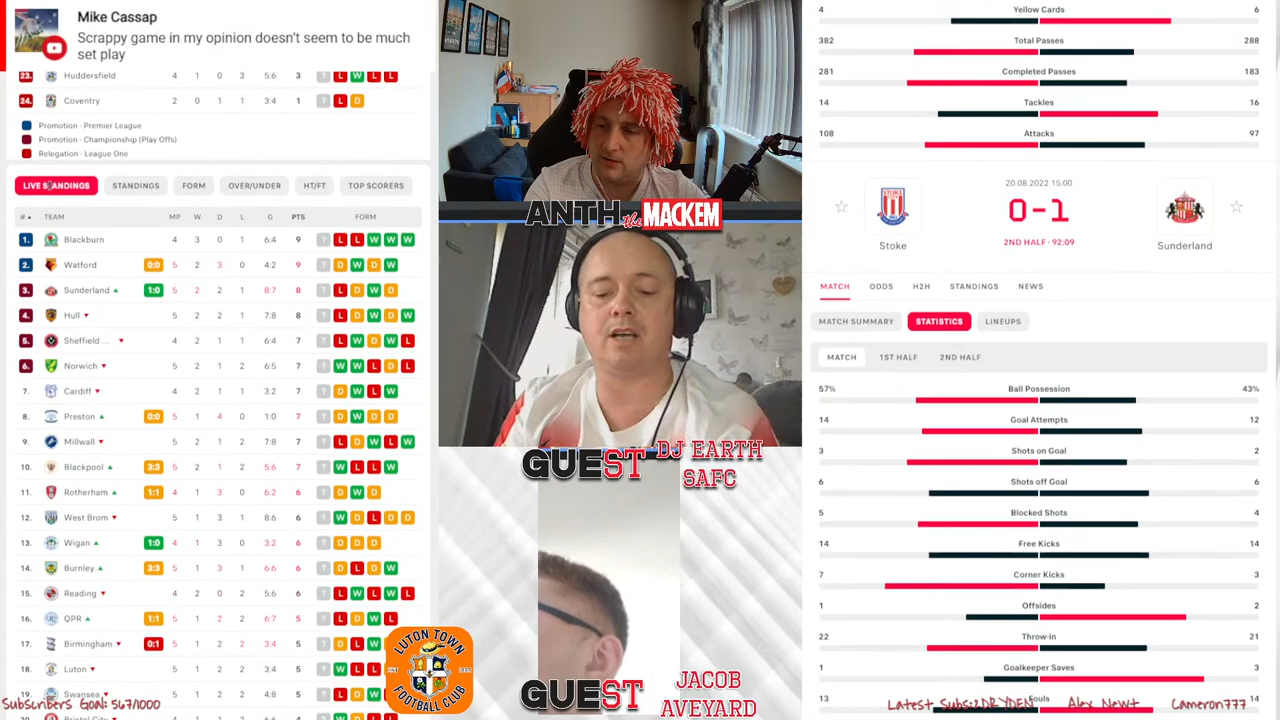 Mike Cassap
Scrappy game in my opinion doesn't seem to be much
set play
23. Huddersfield 4 1 0 3 5:6 3 ? L W L L
24. Coventry 2 0 1 1 3:4 1 ? L D
Promotion - Premier League
Promotion - Championship (Play Offs)
Relegation - League One
LIVE STANDINGS STANDINGS FORM OVER/UNDER HT/FT TOP SCORERS
# TEAM MP W D L G PTS FORM
1. Blackburn 4 3 0 1 6:4 9 ? L L W W W
2. Watford 0:0 5 2 3 0 4:2 9 ? D W D W
3. Sunderland 1:0 5 2 2 1 8:7 8 ? L D W D
4. Hull 5 2 2 1 7:8 8 ? L D W D W
5. Sheffield ... 4 2 1 1 7 ? L W D W L
6. Norwich 5 2 1 2 6:5 7 ? W W L D L
7. Cardiff 4 2 1 1 3:2 7 ? D W L W
8. Preston 0:0 5 1 4 0 1:0 7 ? D W D D
9. Millwall 5 2 1 2 7:8 7 ? L D W L W
10. Blackpool 3:3 5 2 1 2 6:7 7 ? W L L W
11. Rotherham 1:1 4 1 3 0 6:2 6 ? D W D
12. West Brom 5 1 3 1 8:6 6 ? W D L D D
13. Wigan 1:0 4 1 3 0 3:2 6 ? D D D
14. Burnley 3:3 5 1 3 1 6:6 6 ? D L D W
15. Reading 4 2 0 2 5:6 6 ? L W L W L
16. QPR 1:1 5 1 2 2 6:7 5 ? L D W L
17. Birmingham 0:1 5 1 2 2 3:4 5 ? D L W
18. Luton 5 1 2 2 3:4 5 ? W L L
19. Swansea 5 1 2 2 4:8 5 ? L D W
Bristol City
Subscribers Goal: 567/1000
LUTON TOWN
FOOTBALL CLUB
EST 1885
ANTH the MACKEM
GUEST
DJ EARTH
SAFC
GUEST
JACOB
AVEYARD
4 Yellow Cards 6
382 Total Passes 288
281 Completed Passes 183
14 Tackles 16
108 Attacks 97
20.08.2022 15:00
STOKE
CITY
0-1
Stoke
2ND HALF - 92:09
Sunderland
MATCH ODDS H2H STANDINGS NEWS
MATCH SUMMARY STATISTICS LINEUPS
MATCH 1ST HALF 2ND HALF
57% Ball Possession 43%
14 Goal Attempts 12
3 Shots on Goal 2
6 Shots off Goal 6
5 Blocked Shots 4
14 Free Kicks 14
7 Corner Kicks 3
1 Offsides 2
22 Throw-in 21
1 Goalkeeper Saves 3
13 Fouls 14
Latest Subs: 2DRYDEN Alex Newt Cameron777